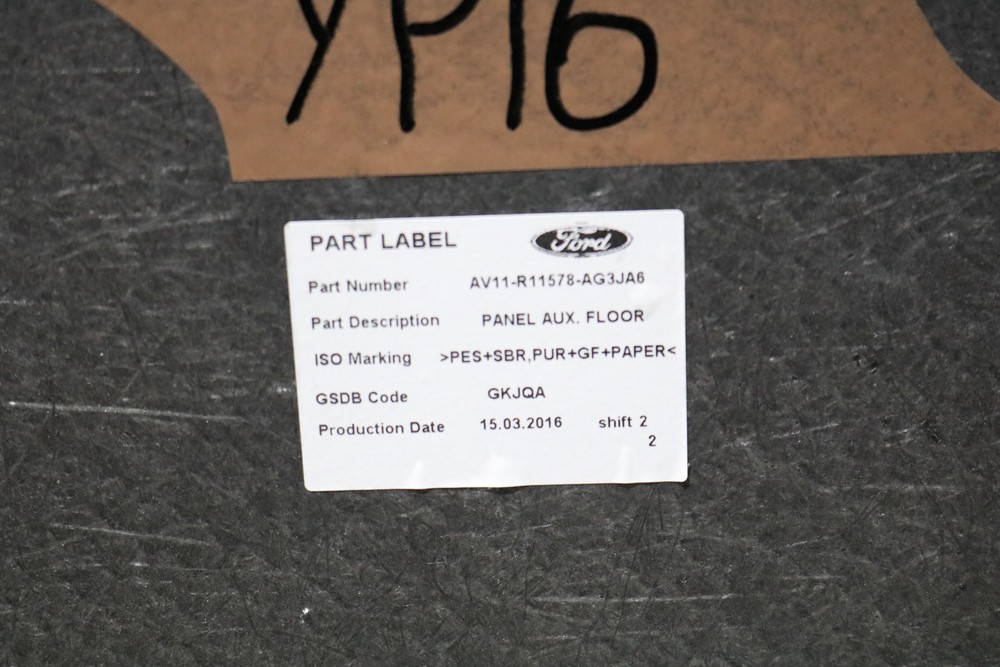 YP16
PART LABEL Ford
Part Number AV11-R11578-AG3JA6
Part Description PANEL AUX. FLOOR
ISO Marking >PES+SBR,PUR+GF+PAPER<
GSDB Code GKJQA
Production Date 15.03.2016 shift 2
2